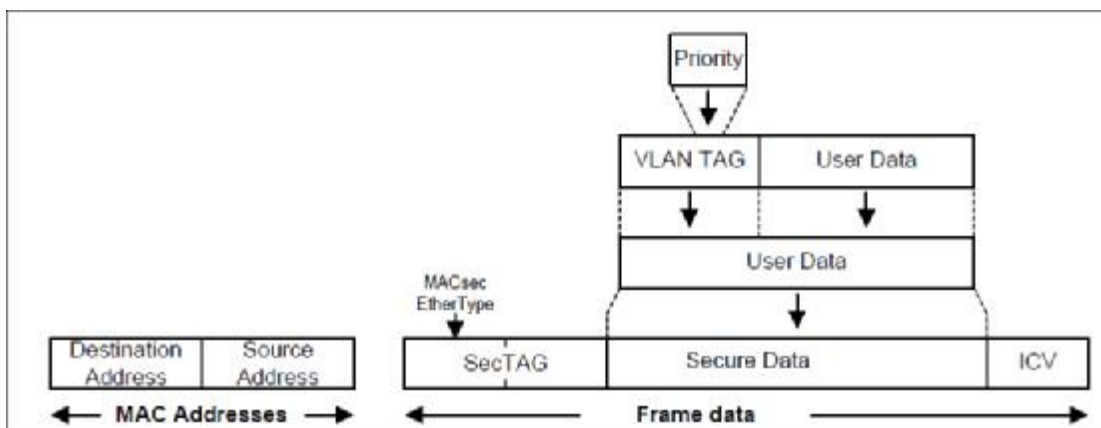 Priority
VLAN TAG
User Data
User Data
MACsec
EtherType
Destination
Address
Source
Address
SecTAG
Secure Data
ICV
MAC Addresses
Frame data